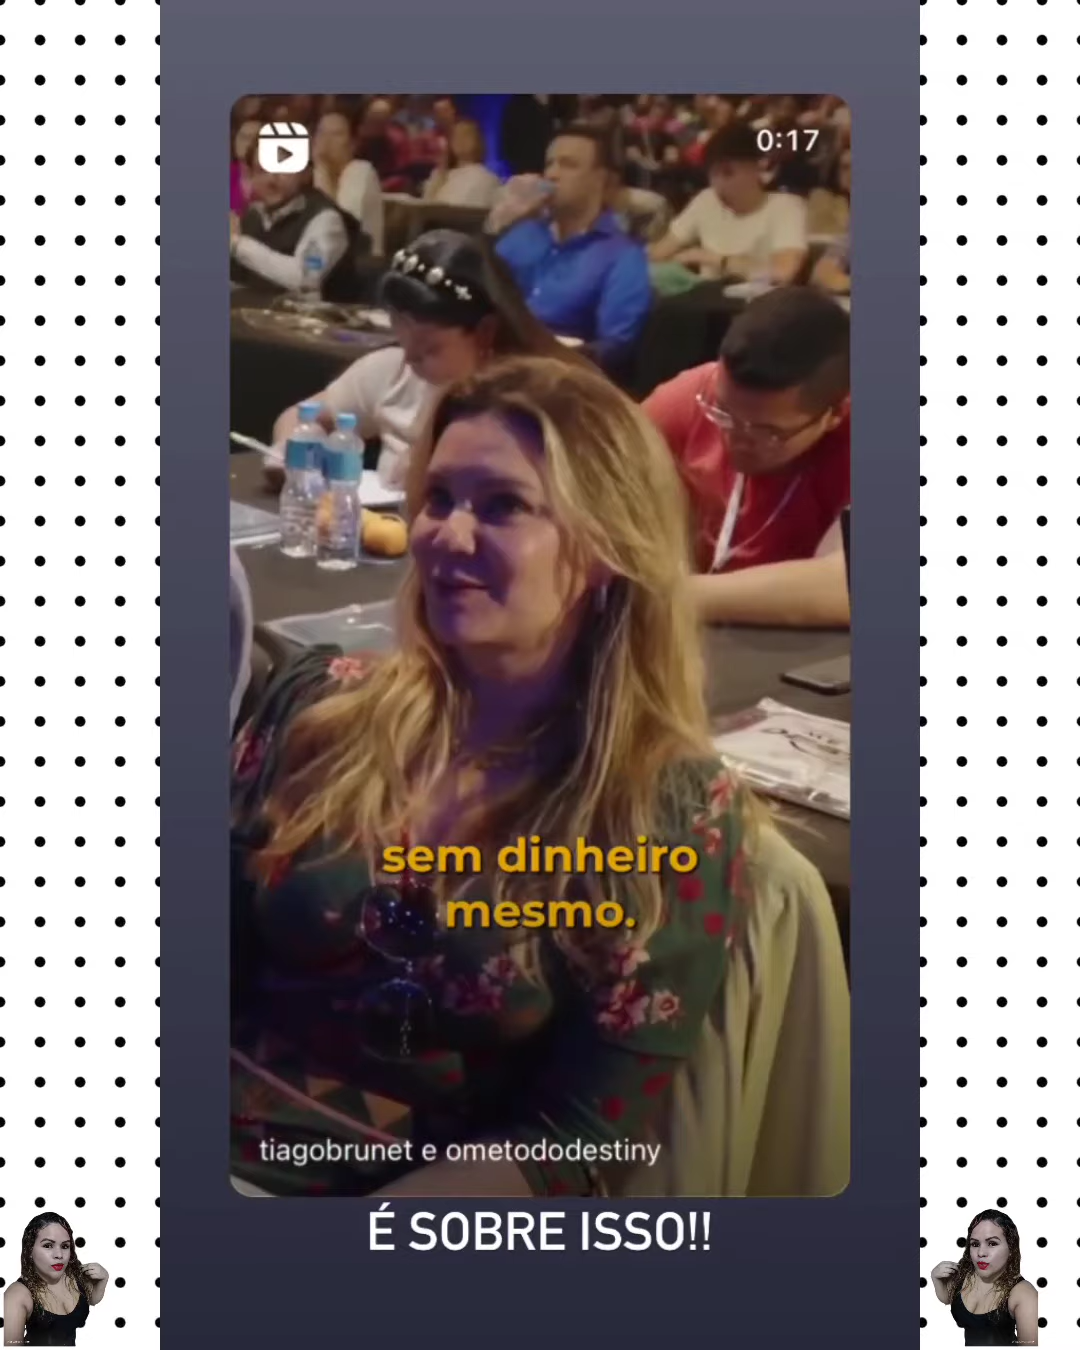 0:17
sem dinheiro
mesmo.
tiagobrunet e ometododestiny
É SOBRE ISSO!!